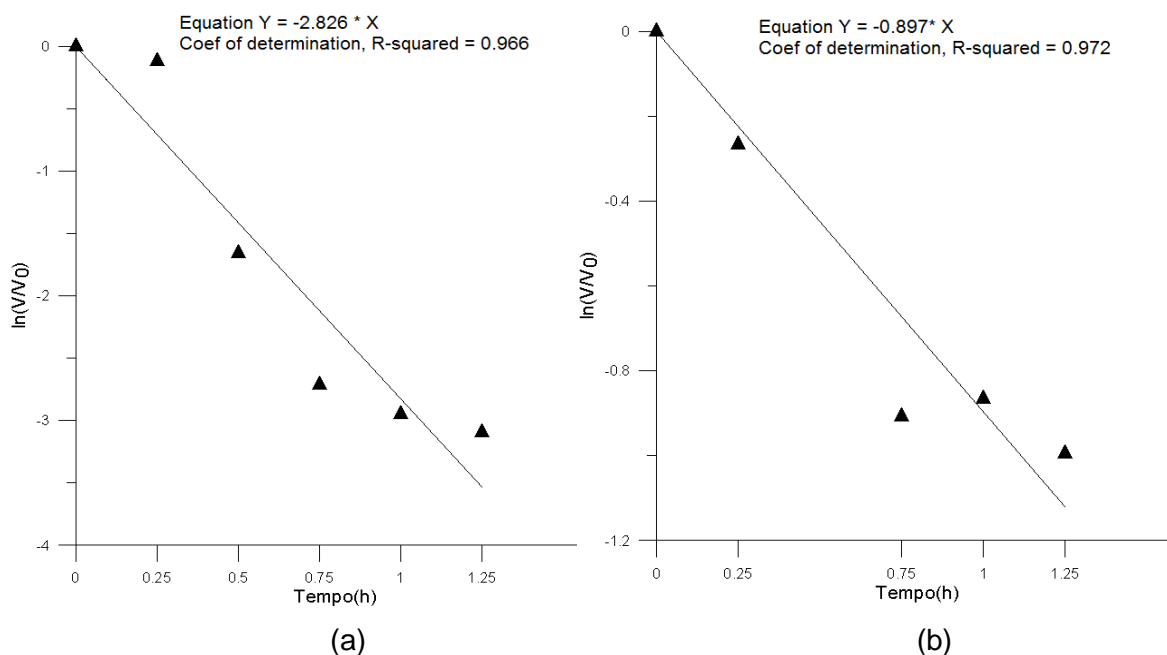 Equation Y = -2.826 * X
Coef of determination, R-squared = 0.966
0
-1
-2
-3
-4
ln(V/V0)
0
0.25
0.5
0.75
1
1.25
Tempo(h)
(a)
Equation Y = -0.897* X
Coef of determination, R-squared = 0.972
0
-0.4
-0.8
-1.2
ln(V/V0)
0
0.25
0.75
1
1.25
Tempo(h)
(b)